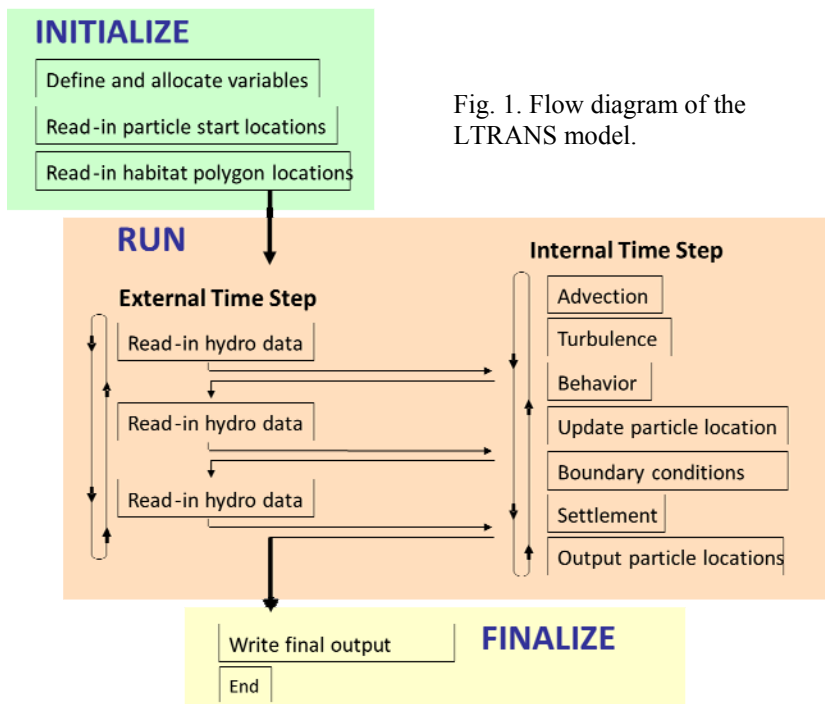 INITIALIZE
Define and allocate variables
Read-in particle start locations
Read-in habitat polygon locations
Fig. 1. Flow diagram of the
LTRANS model.
RUN
External Time Step
Read-in hydro data
Read-in hydro data
Read-in hydro data
Internal Time Step
Advection
Turbulence
Behavior
Update particle location
Boundary conditions
Settlement
Output particle locations
Write final output
End
FINALIZE